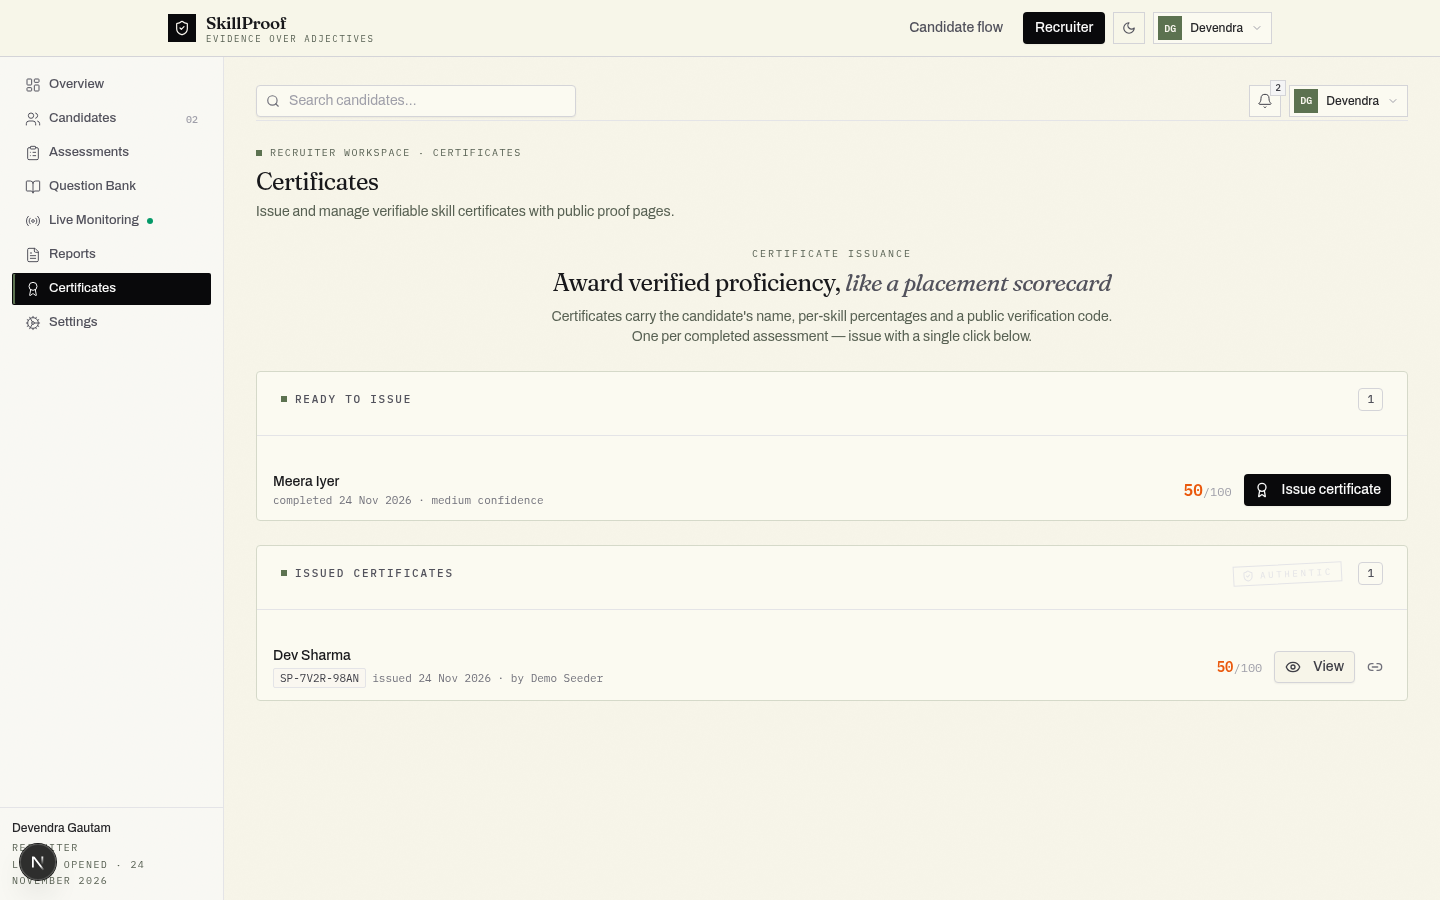 SkillProof
EVIDENCE OVER ADJECTIVES
Candidate flow
Recruiter
DG
Devendra
Overview
Candidates
02
Assessments
Question Bank
Live Monitoring
Reports
Certificates
Settings
Search candidates...
2
DG
Devendra
RECRUITER WORKSPACE · CERTIFICATES
Certificates
Issue and manage verifiable skill certificates with public proof pages.
CERTIFICATE ISSUANCE
Award verified proficiency, like a placement scorecard
Certificates carry the candidate's name, per-skill percentages and a public verification code.
One per completed assessment — issue with a single click below.
READY TO ISSUE
1
Meera Iyer
completed 24 Nov 2026 · medium confidence
50/100
Issue certificate
ISSUED CERTIFICATES
AUTHENTIC
1
Dev Sharma
SP-7V2R-98AN issued 24 Nov 2026 · by Demo Seeder
50/100
View
Devendra Gautam
OPENED · 24
NOVEMBER 2026
N